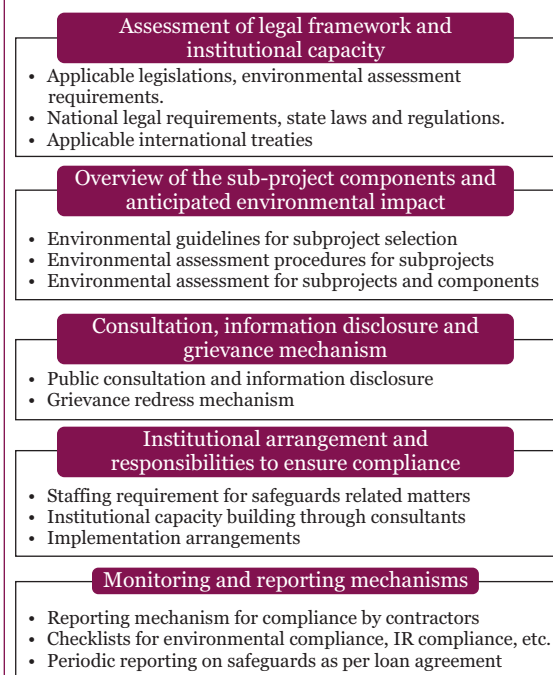 Assessment of legal framework and
institutional capacity
• Applicable legislations, environmental assessment
requirements.
• National legal requirements, state laws and regulations.
• Applicable international treaties
Overview of the sub-project components and
anticipated environmental impact
• Environmental guidelines for subproject selection
• Environmental assessment procedures for subprojects
• Environmental assessment for subprojects and components
Consultation, information disclosure and
grievance mechanism
• Public consultation and information disclosure
• Grievance redress mechanism
Institutional arrangement and
responsibilities to ensure compliance
• Staffing requirement for safeguards related matters
• Institutional capacity building through consultants
• Implementation arrangements
Monitoring and reporting mechanisms
• Reporting mechanism for compliance by contractors
• Checklists for environmental compliance, IR compliance, etc.
• Periodic reporting on safeguards as per loan agreement